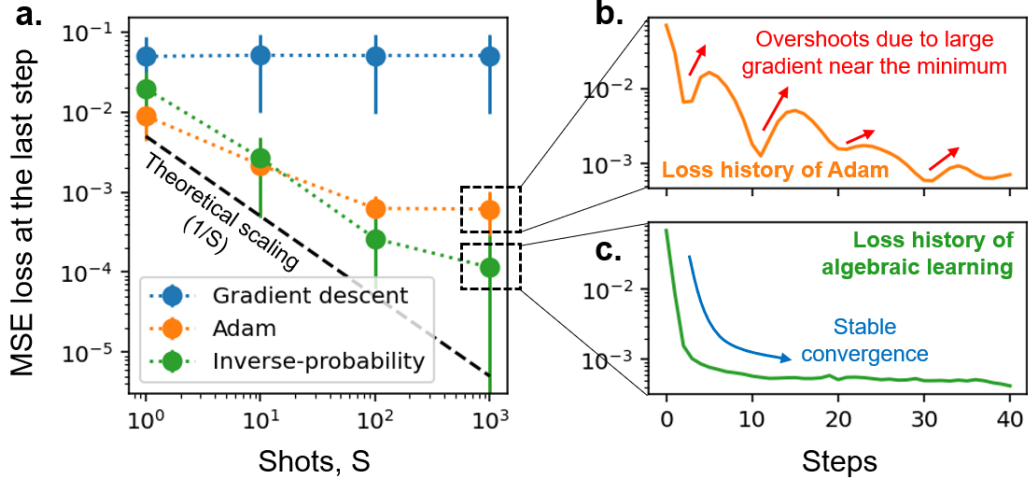 a.
MSE loss at the last step
10⁻¹
10⁻²
10⁻³
10⁻⁴
10⁻⁵
Theoretical scaling
(1/S)
Gradient descent
Adam
Inverse-probability
10⁰
10¹
10²
10³
Shots, S
b.
10⁻²
10⁻³
Overshoots due to large
gradient near the minimum
Loss history of Adam
c.
10⁻²
10⁻³
Loss history of
algebraic learning
Stable
convergence
0
10
20
30
40
Steps